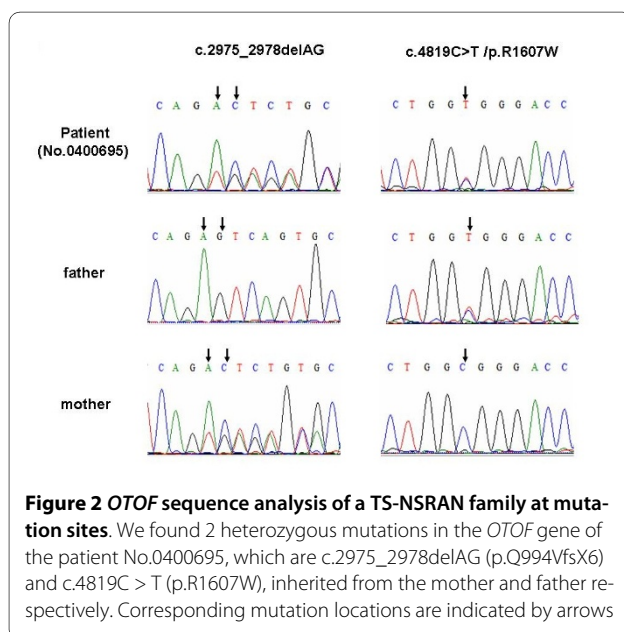 c.2975_2978delAG
c.4819C>T /p.R1607W
Patient
(No.0400695)
C A G A C T C T G C
C T G G T G G G A C C
father
C A G A G T C A G T G C
C T G G T G G G A C C
mother
C A G A C T C T G T G C
C T G G C G G G A C C
Figure 2 OTOF sequence analysis of a TS-NSRAN family at muta-
tion sites. We found 2 heterozygous mutations in the OTOF gene of
the patient No.0400695, which are c.2975_2978delAG (p.Q994VfsX6)
and c.4819C > T (p.R1607W), inherited from the mother and father re-
spectively. Corresponding mutation locations are indicated by arrows